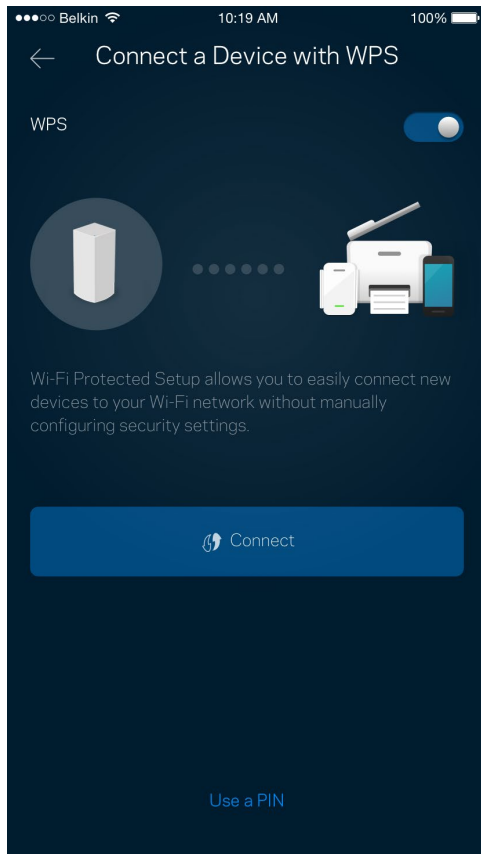 Belkin 10:19 AM 100%
Connect a Device with WPS
WPS
Wi-Fi Protected Setup allows you to easily connect new
devices to your Wi-Fi network without manually
configuring security settings.
Connect
Use a PIN